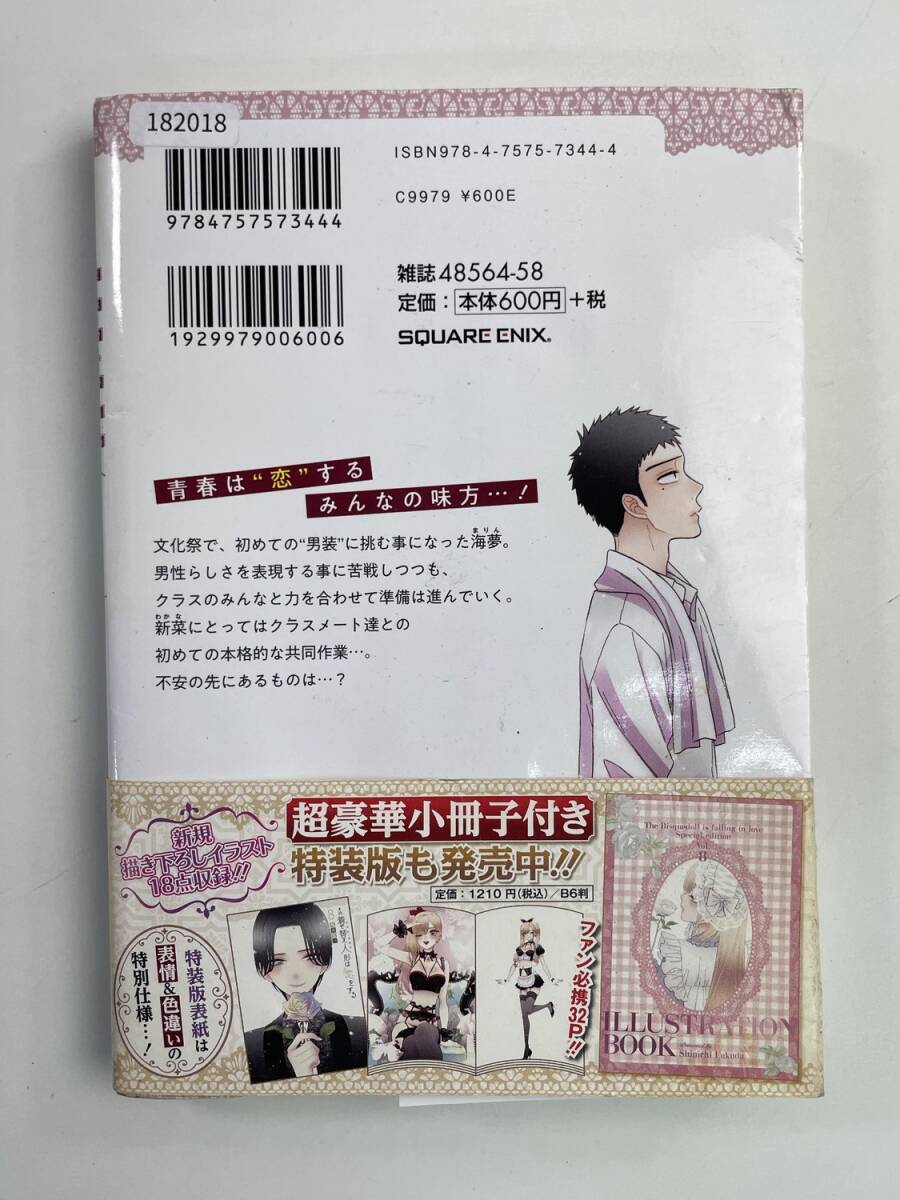 182018
ISBN978-4-7575-7344-4
C9979 ¥600E
9784757573444
雑誌 48564-58
定価：本体600円+税
1929979006006
SQUARE ENIX®
青春は“恋”する
みんなの味方…！
文化祭で、初めての“男装”に挑む事になった海夢。
まりん
男性らしさを表現する事に苦戦しつつも、
クラスのみんなと力を合わせて準備は進んでいく。
わかな
新菜にとってはクラスメート達との
初めての本格的な共同作業…。
不安の先にあるものは…？
新規
描き下ろしイラスト
18点収録!!
超豪華小冊子付き
特装版も発売中!!
定価：1210円(税込)／B6判
特装版表紙は
表情&色違いの
特別仕様…！
ファン必携32P!!
The Bisquedoll is falling in love
Special edition
Vol.
8
ILLUSTRATION
BOOK
Shinichi Fukuda